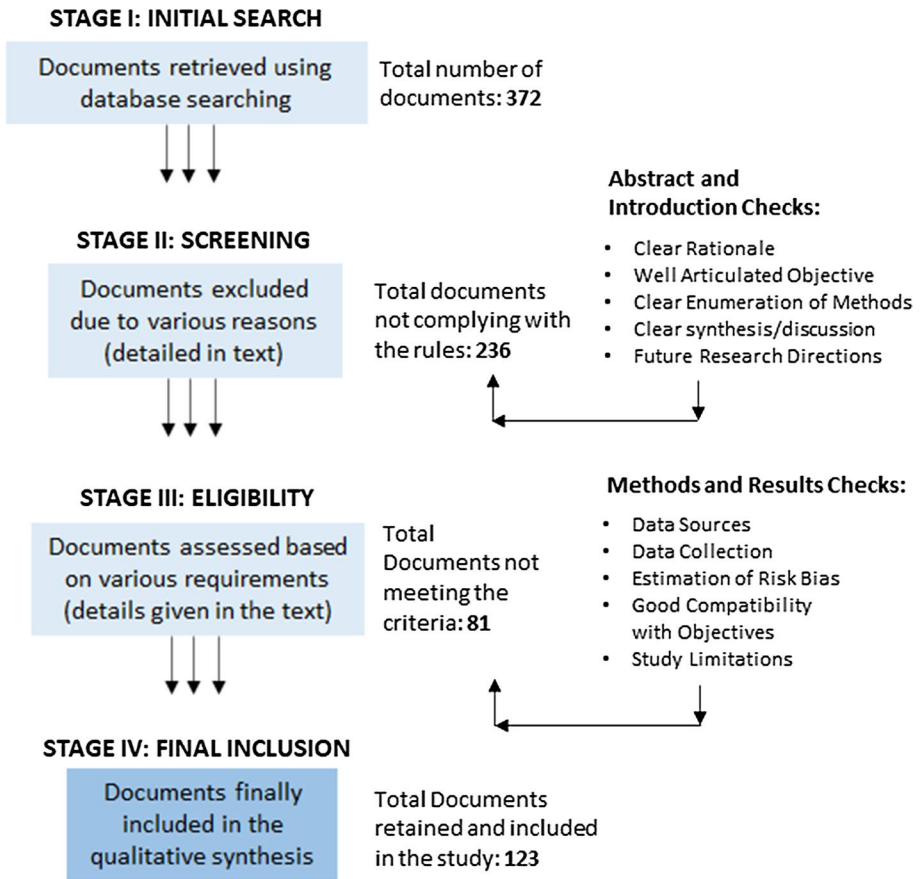 STAGE I: INITIAL SEARCH
Documents retrieved using
database searching
Total number of
documents: 372
Abstract and
Introduction Checks:
• Clear Rationale
• Well Articulated Objective
• Clear Enumeration of Methods
• Clear synthesis/discussion
• Future Research Directions
STAGE II: SCREENING
Documents excluded
due to various reasons
(detailed in text)
Total documents
not complying with
the rules: 236
STAGE III: ELIGIBILITY
Documents assessed based
on various requirements
(details given in the text)
Total
Documents not
meeting the
criteria: 81
Methods and Results Checks:
• Data Sources
• Data Collection
• Estimation of Risk Bias
• Good Compatibility
with Objectives
• Study Limitations
STAGE IV: FINAL INCLUSION
Documents finally
included in the
qualitative synthesis
Total Documents
retained and included
in the study: 123